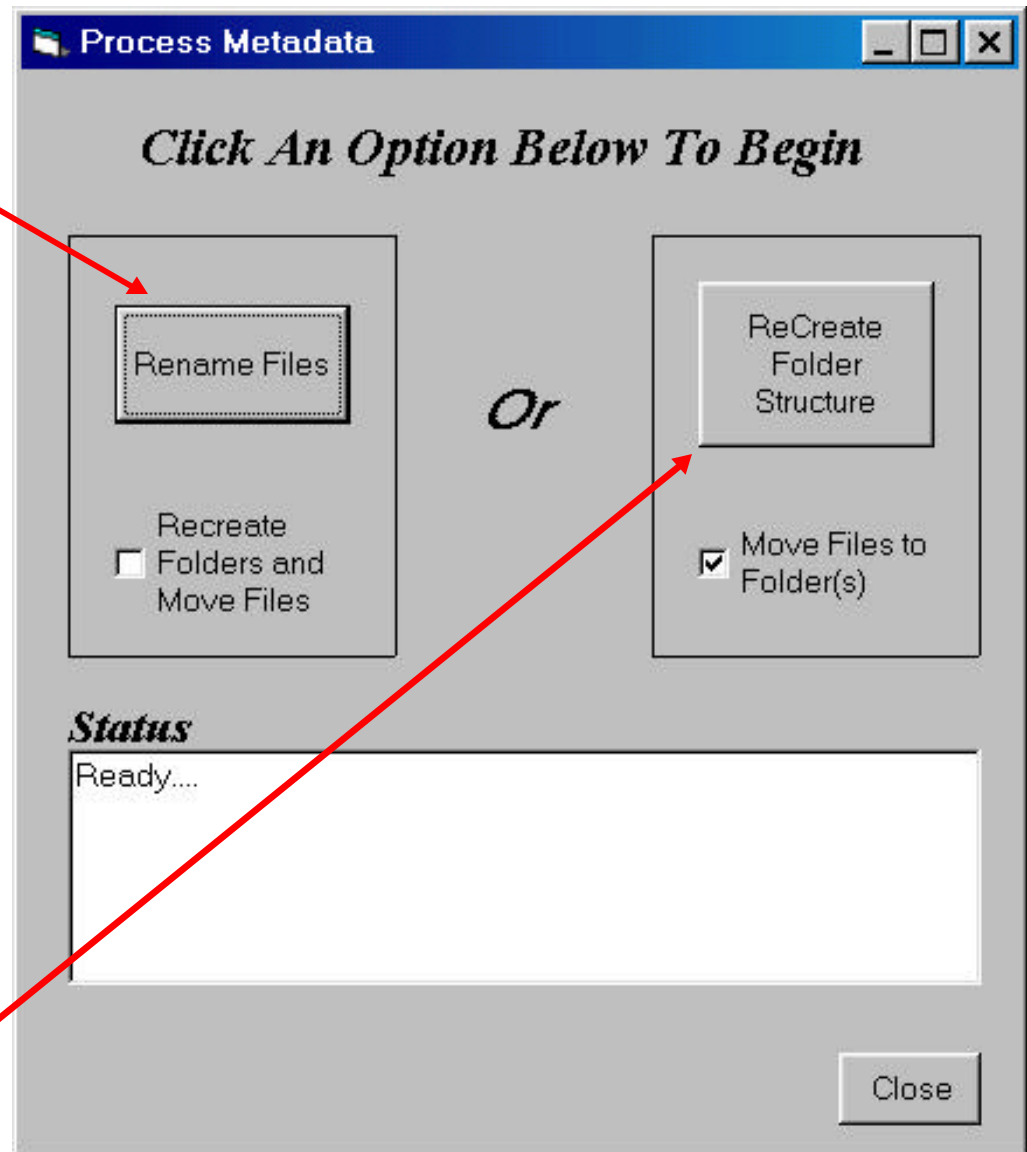 Process Metadata
Click An Option Below To Begin
Rename Files
Recreate
Folders and
Move Files
Or
ReCreate
Folder
Structure
Move Files to
Folder(s)
Status
Ready....
Close